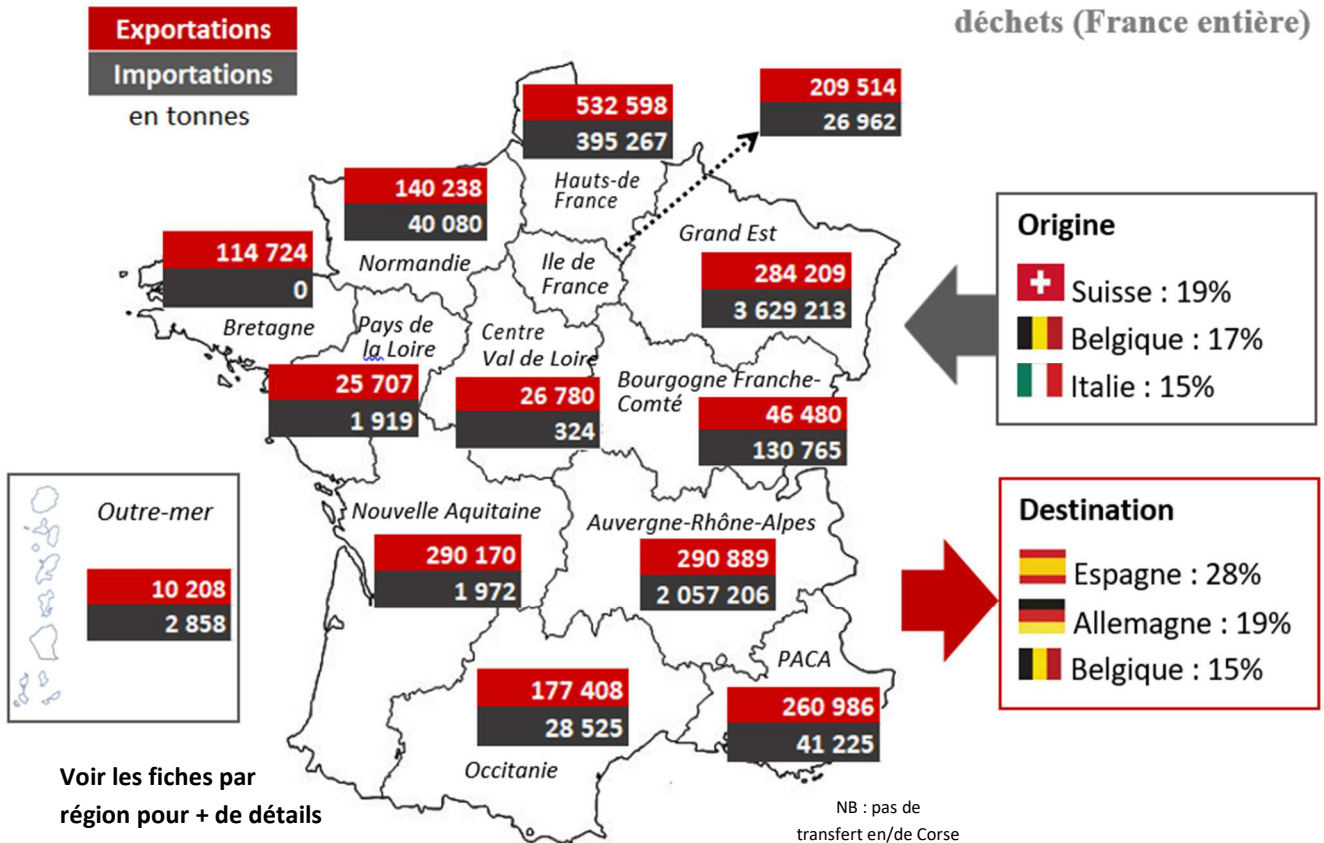 déchets (France entière)
Exportations
Importations
en tonnes
209 514
26 962
532 598
395 267
Hauts-de
France
140 238
40 080
Normandie
Ile de
France
Grand Est
284 209
3 629 213
114 724
0
Bretagne
Pays de
la Loire
25 707
1 919
Centre
Val de Loire
26 780
324
Bourgogne Franche-
Comté
46 480
130 765
Origine
Suisse : 19%
Belgique : 17%
Italie : 15%
Outre-mer
10 208
2 858
Nouvelle Aquitaine
290 170
1 972
Auvergne-Rhône-Alpes
290 889
2 057 206
Destination
Espagne : 28%
Allemagne : 19%
Belgique : 15%
PACA
260 986
41 225
177 408
28 525
Occitanie
Voir les fiches par
région pour + de détails
NB : pas de
transfert en/de Corse